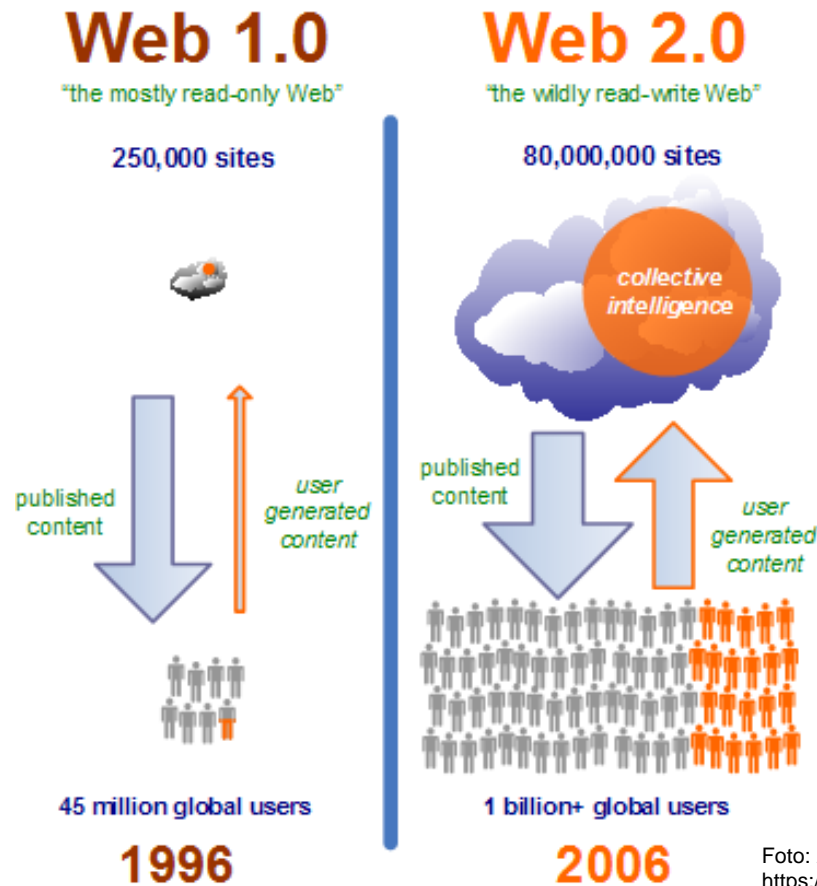 Web 1.0
"the mostly read-only Web"
250,000 sites
published
content
user
generated
content
45 million global users
1996
Web 2.0
"the wildly read-write Web"
80,000,000 sites
collective
intelligence
published
content
user
generated
content
1 billion+ global users
2006
Foto:
https:/